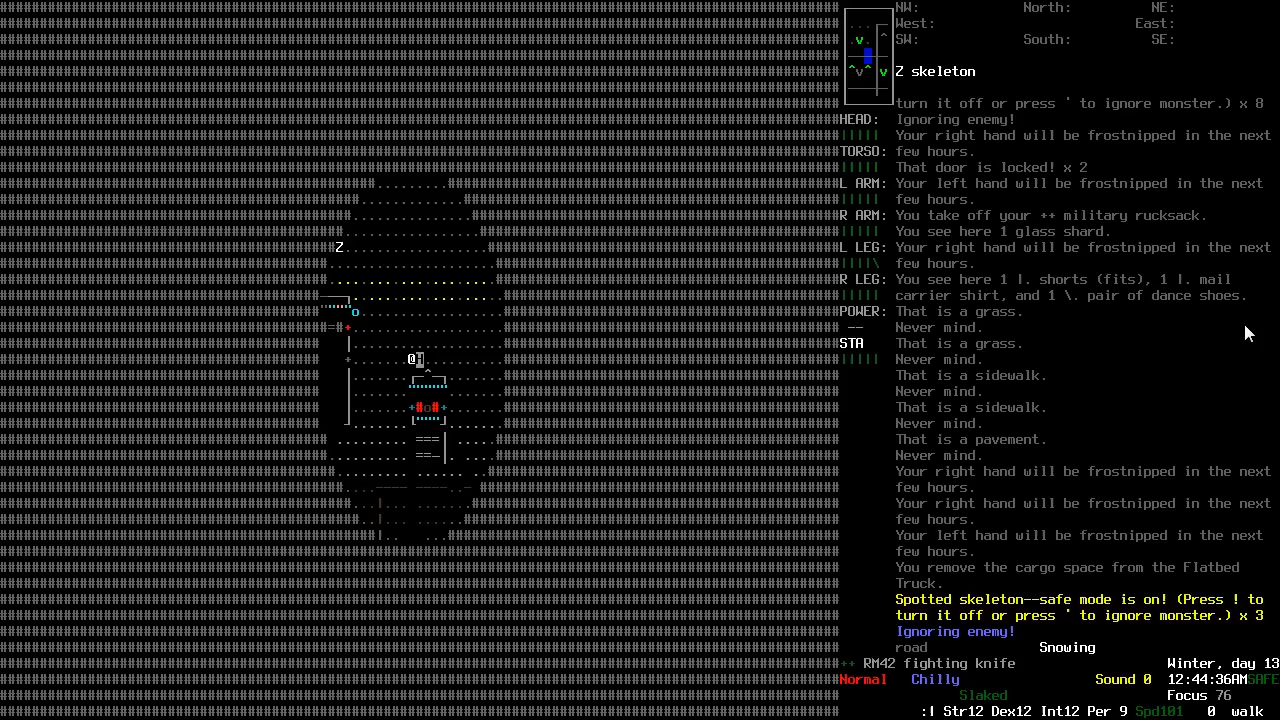 NW: North: NE:
West: East:
SW: South: SE:
Z skeleton
turn it off or press ' to ignore monster.) x 8
HEAD: Ignoring enemy!
Your right hand will be frostnipped in the next
TORSO: few hours.
That door is locked! x 2
L ARM: Your left hand will be frostnipped in the next
few hours.
R ARM: You take off your ++ military rucksack.
You see here 1 glass shard.
L LEG: Your right hand will be frostnipped in the next
few hours.
R LEG: You see here 1 l. shorts (fits), 1 l. mail
carrier shirt, and 1 \. pair of dance shoes.
POWER: That is a grass.
-- Never mind.
STA That is a grass.
Never mind.
That is a sidewalk.
Never mind.
That is a sidewalk.
Never mind.
That is a pavement.
Never mind.
Your right hand will be frostnipped in the next
few hours.
Your right hand will be frostnipped in the next
few hours.
Your left hand will be frostnipped in the next
few hours.
You remove the cargo space from the Flatbed
Truck.
Spotted skeleton--safe mode is on! (Press ! to
turn it off or press ' to ignore monster.) x 3
Ignoring enemy!
road Snowing
++ RM42 fighting knife Winter, day 13
Normal Chilly Sound 0 12:44:36AM SAFE
Slaked Focus 76
:| Str12 Dex12 Int12 Per 9 Spd101 0 walk